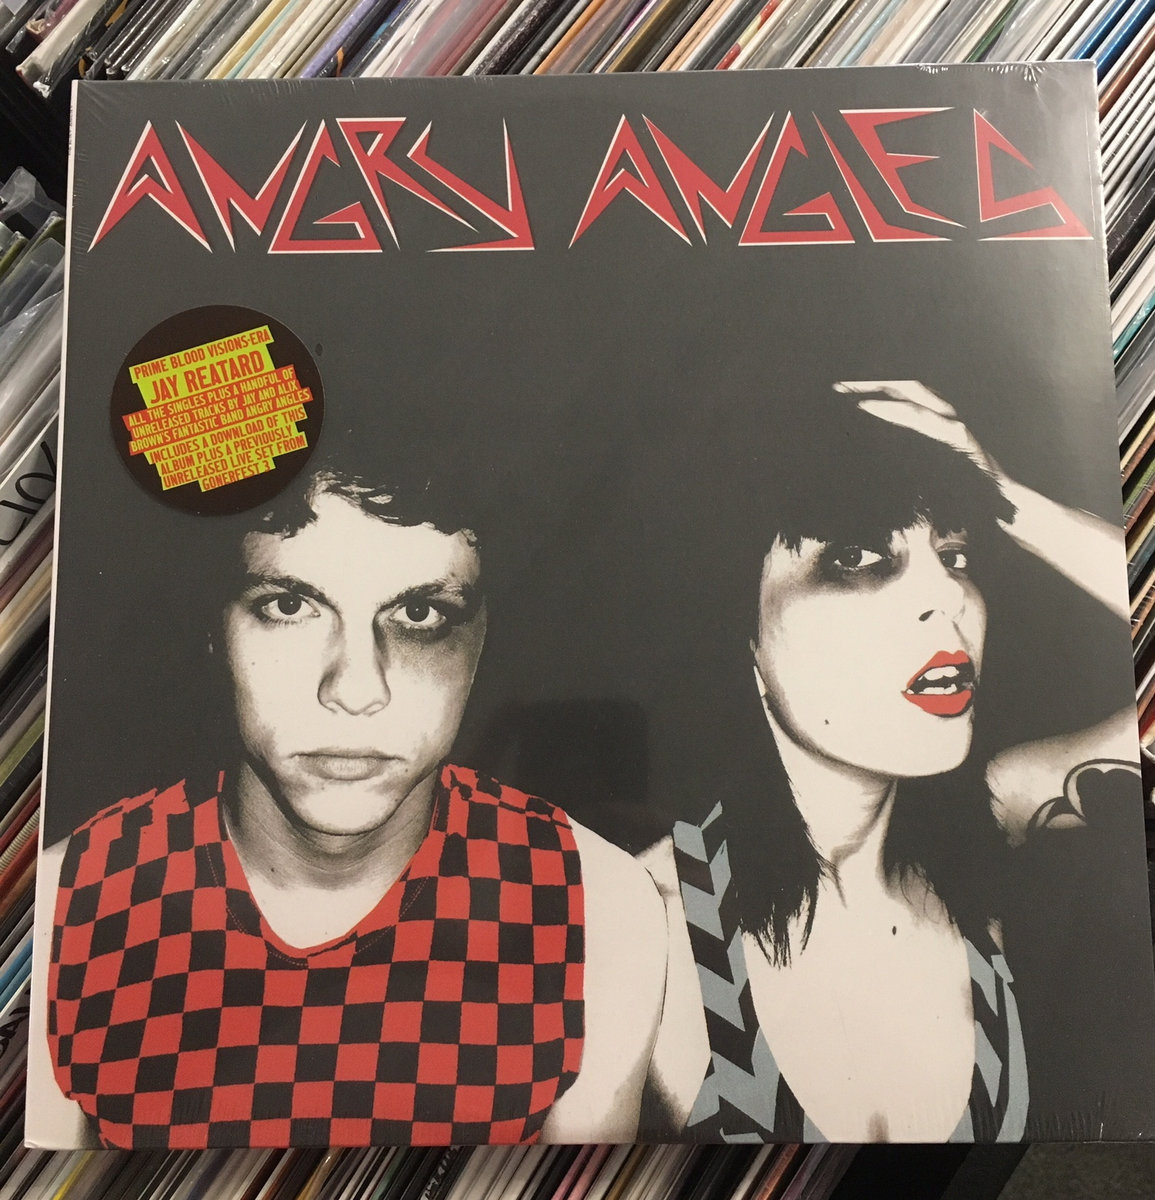 ANGRY ANGLES
PRIME BLOOD VISIONS-ERA
JAY REATARD
ALL THE SINGLES PLUS A HANDFUL OF
UNRELEASED TRACKS BY JAY AND ALIX
BROWN'S FANTASTIC BAND ANGRY ANGLES
INCLUDES A DOWNLOAD OF THIS
ALBUM PLUS A PREVIOUSLY
UNRELEASED LIVE SET FROM
GONERFEST 3